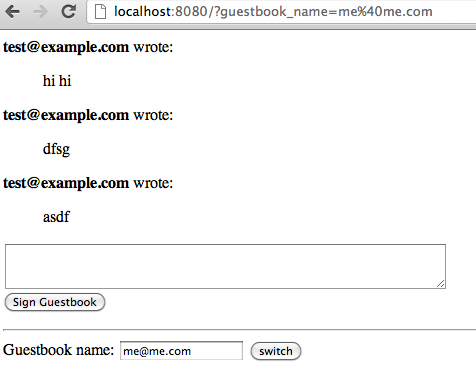 localhost:8080/?guestbook_name=me%40me.com
test@example.com wrote:
hi hi
test@example.com wrote:
dfsg
test@example.com wrote:
asdf
Sign Guestbook
Guestbook name: me@me.com switch